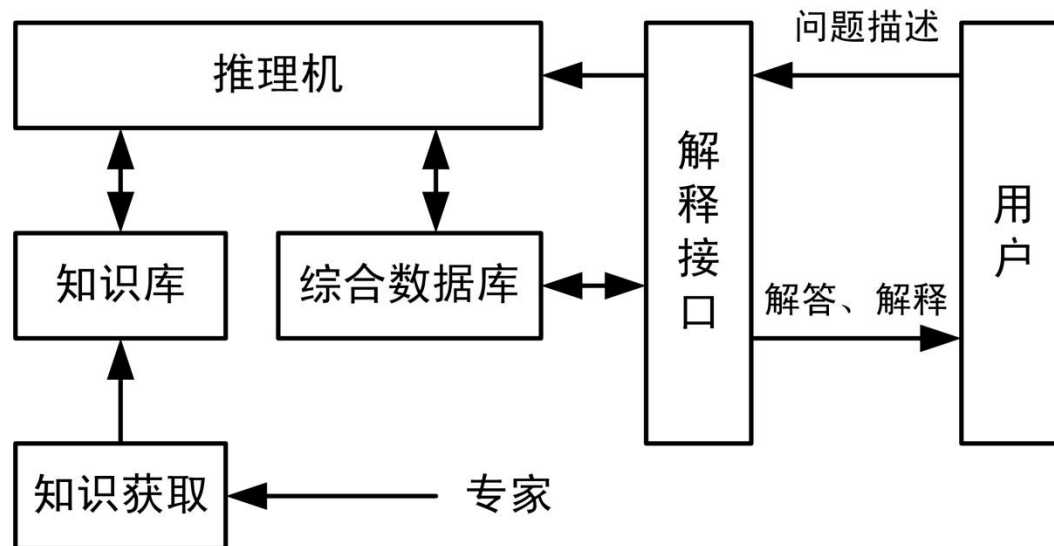 问题描述
推理机
解释接口
用户
知识库
综合数据库
解答、解释
知识获取
专家